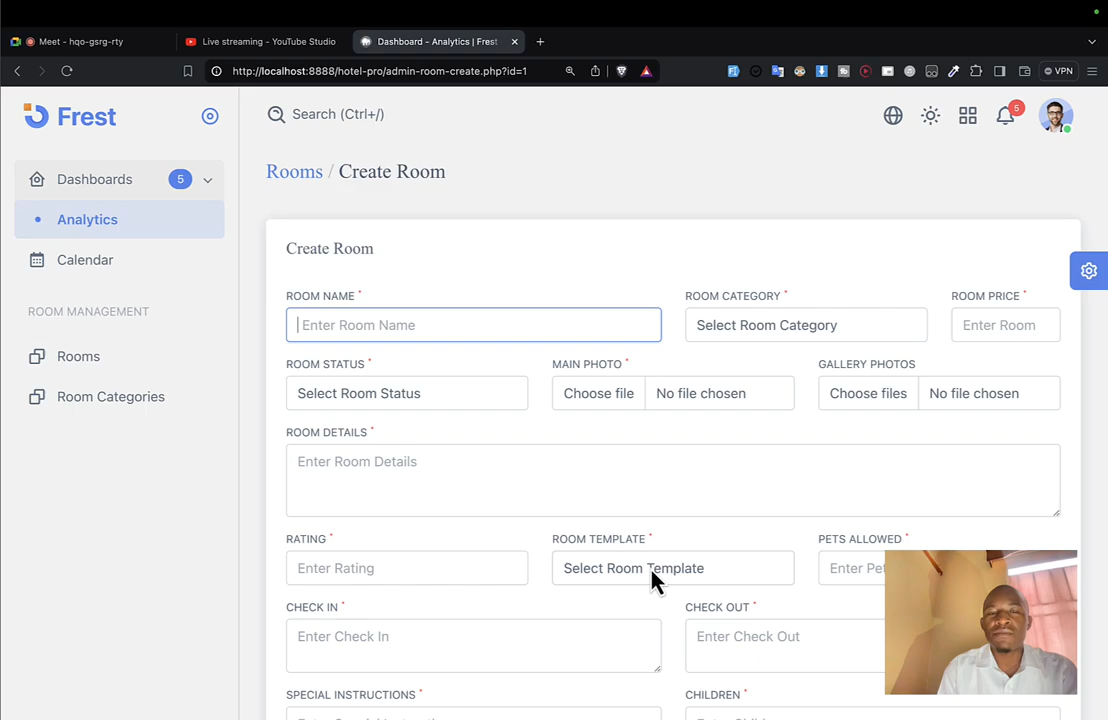 Meet - hqo-gsrg-rty
Live streaming - YouTube Studio
Dashboard - Analytics | Frest
http://localhost:8888/hotel-pro/admin-room-create.php?id=1
VPN
Frest
Search (Ctrl+/)
5
Dashboards
5
Analytics
Calendar
ROOM MANAGEMENT
Rooms
Room Categories
Rooms / Create Room
Create Room
ROOM NAME *
ROOM CATEGORY *
ROOM PRICE *
Enter Room Name
Select Room Category
Enter Room
ROOM STATUS *
MAIN PHOTO *
GALLERY PHOTOS
Select Room Status
Choose file
No file chosen
Choose files
No file chosen
ROOM DETAILS *
Enter Room Details
RATING *
ROOM TEMPLATE *
PETS ALLOWED *
Enter Rating
Select Room Template
Enter Pet
CHECK IN *
CHECK OUT *
Enter Check In
Enter Check Out
SPECIAL INSTRUCTIONS *
CHILDREN *